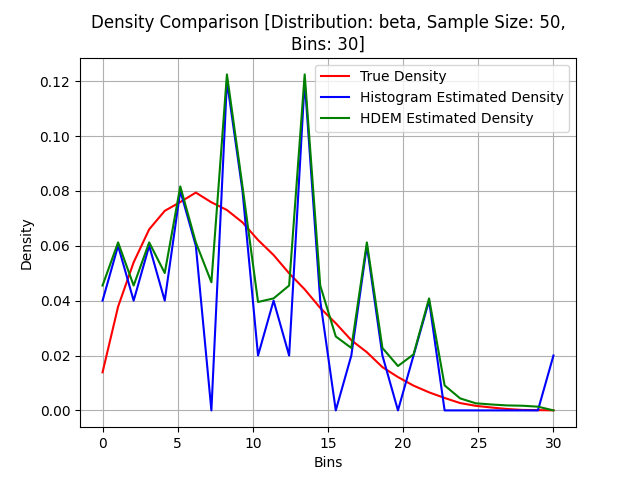 Density Comparison [Distribution: beta, Sample Size: 50,
Bins: 30]
True Density
Histogram Estimated Density
HDEM Estimated Density
Density
0.12
0.10
0.08
0.06
0.04
0.02
0.00
0 5 10 15 20 25 30
Bins